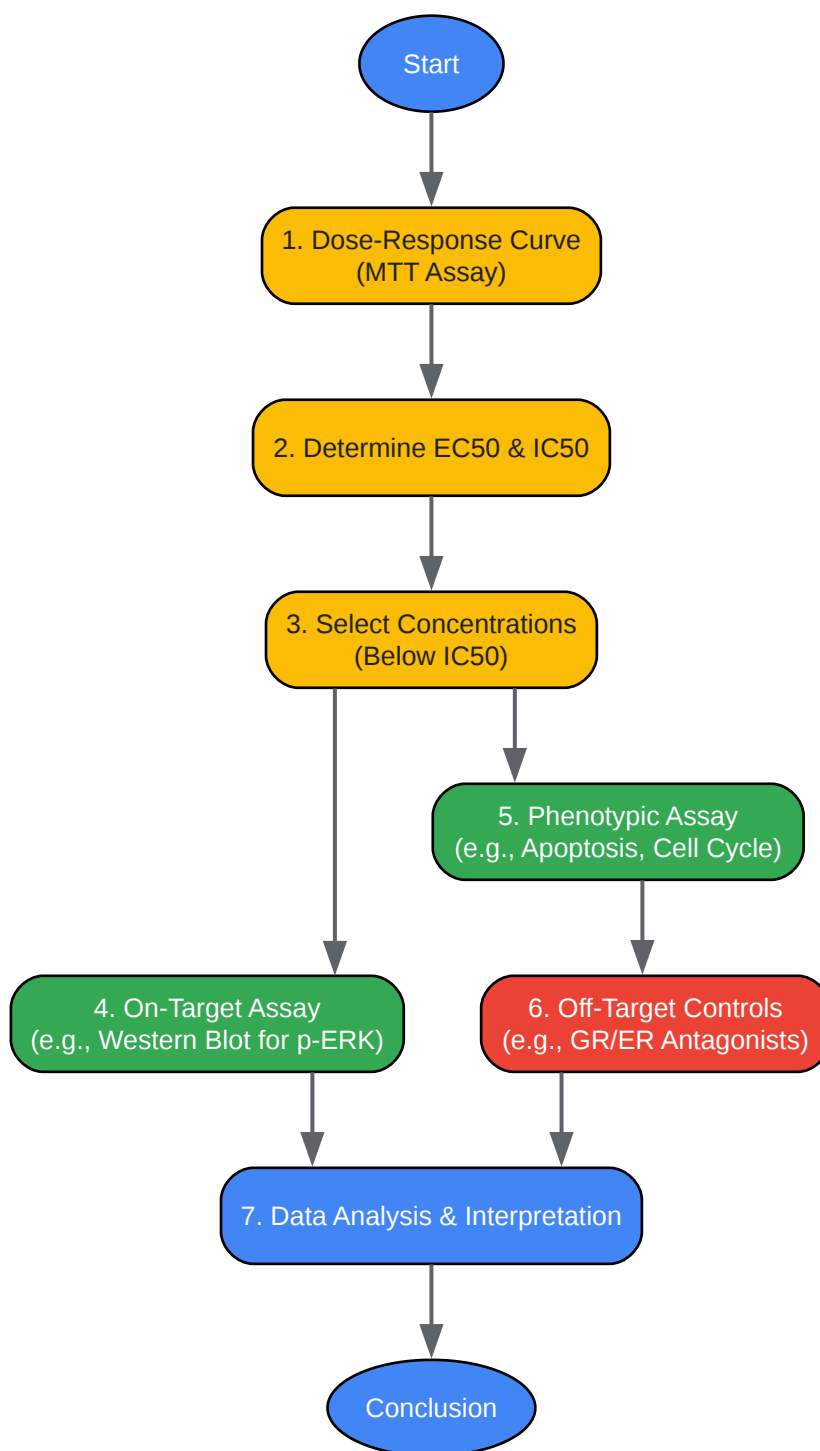 Start
1. Dose-Response Curve
(MTT Assay)
2. Determine EC50 & IC50
3. Select Concentrations
(Below IC50)
5. Phenotypic Assay
(e.g., Apoptosis, Cell Cycle)
4. On-Target Assay
(e.g., Western Blot for p-ERK)
6. Off-Target Controls
(e.g., GR/ER Antagonists)
7. Data Analysis & Interpretation
Conclusion